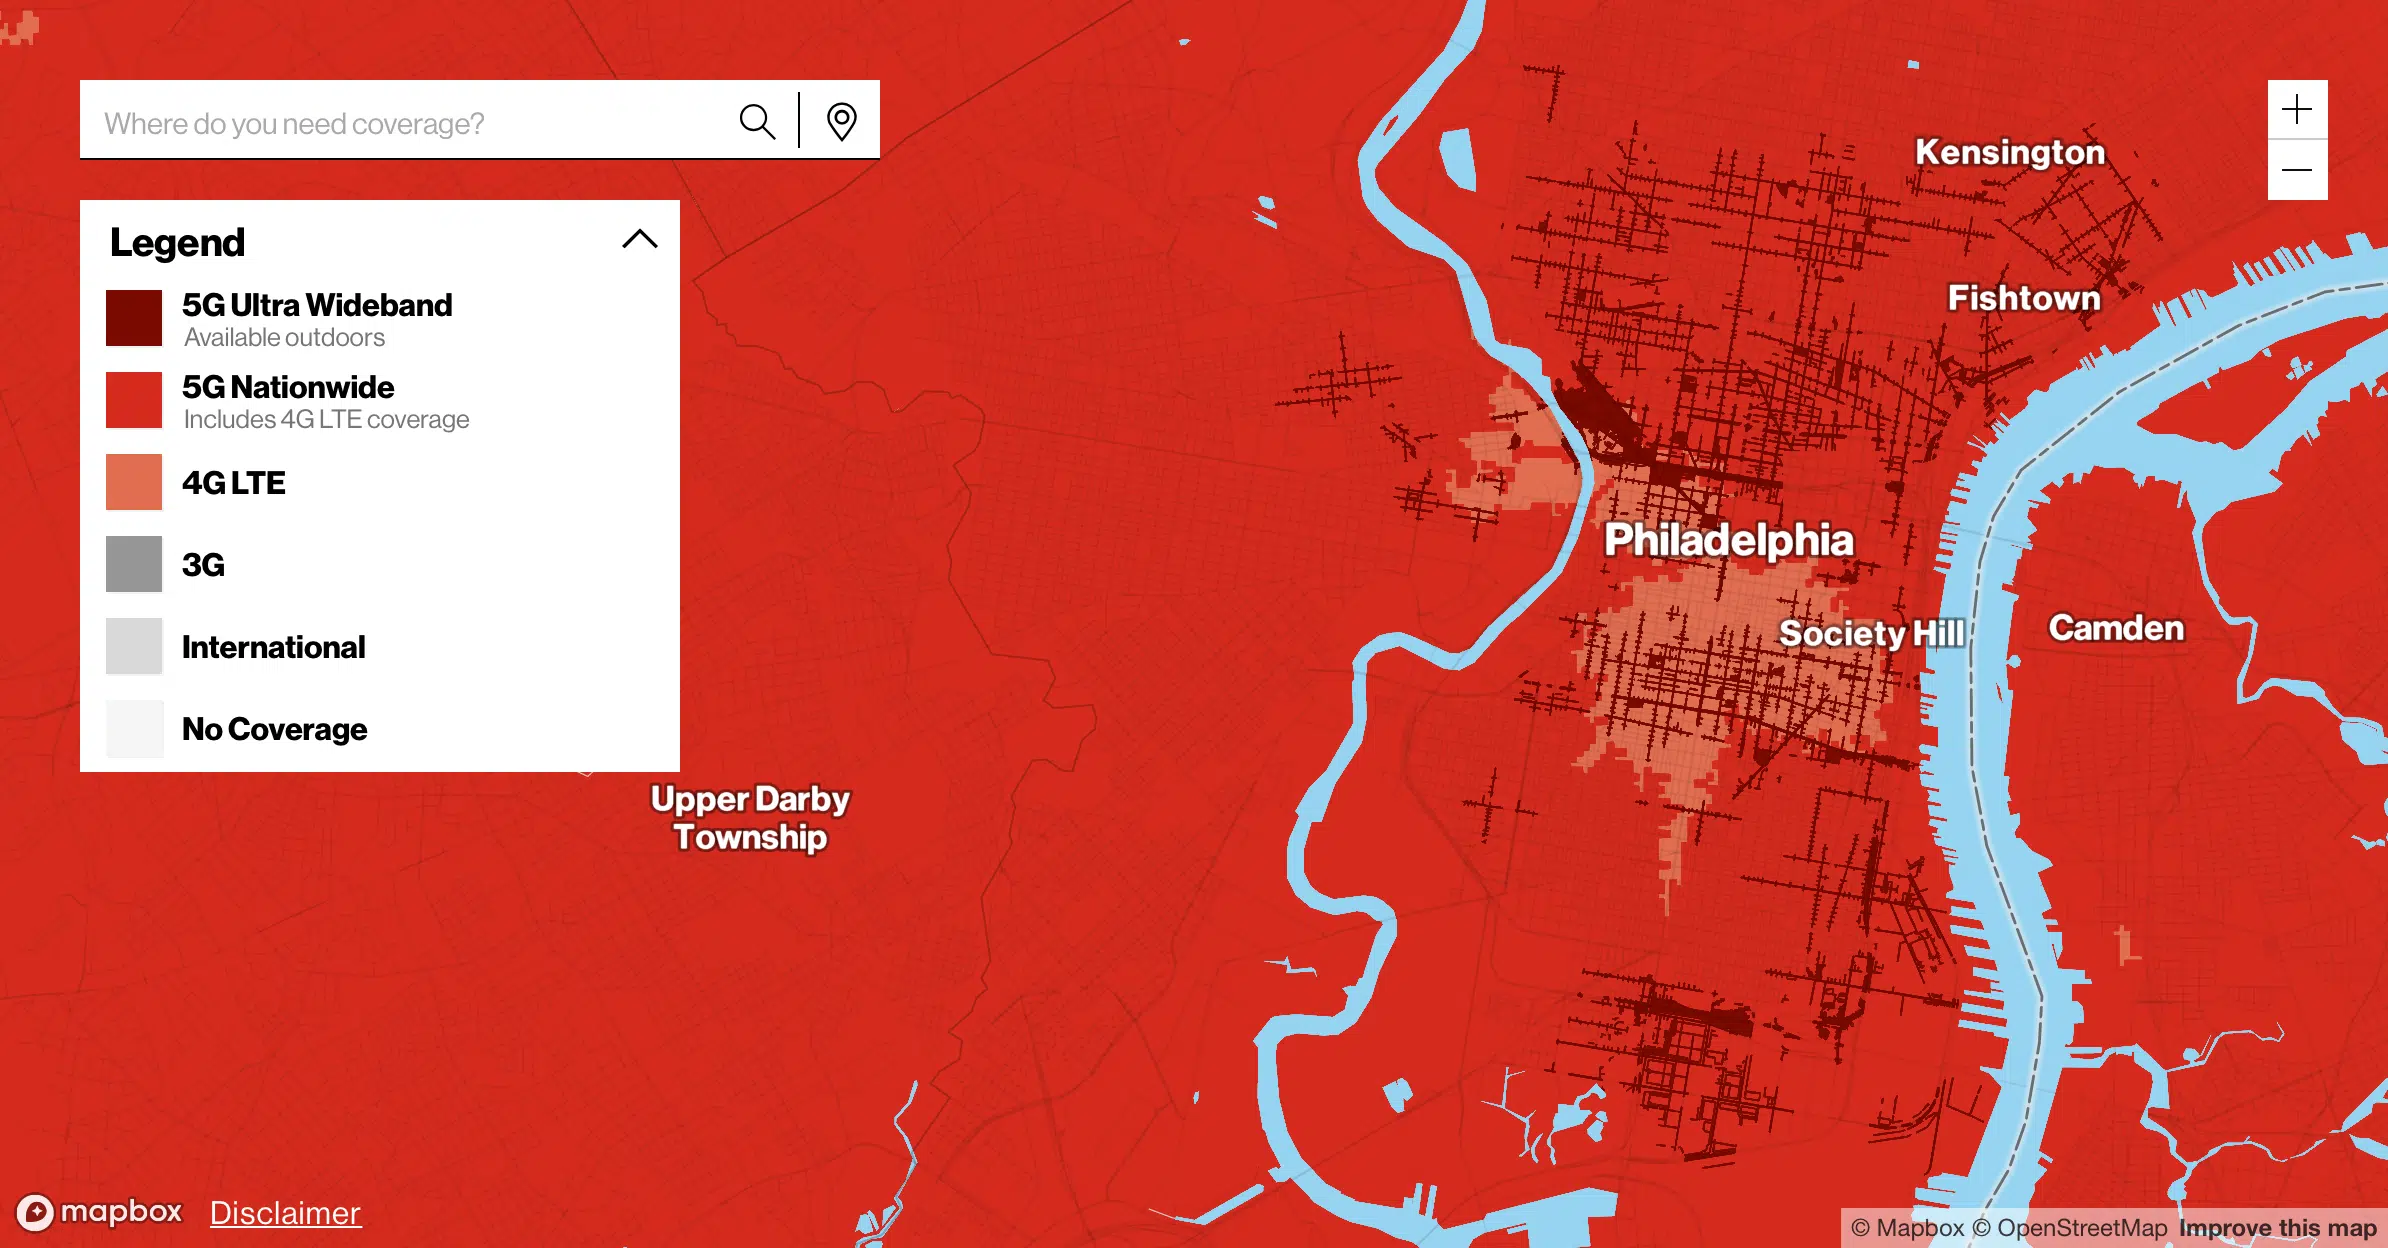 Where do you need coverage?
Legend
5G Ultra Wideband
Available outdoors
5G Nationwide
Includes 4G LTE coverage
4G LTE
3G
International
No Coverage
Kensington
Fishtown
Philadelphia
Society Hill
Camden
Upper Darby
Township
mapbox
Disclaimer
© Mapbox © OpenStreetMap Improve this map